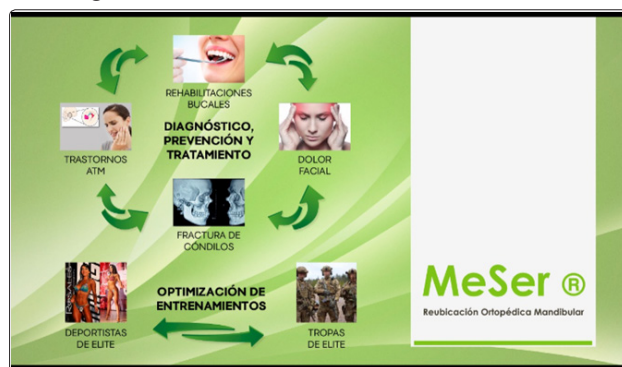 REHABILITACIONES
BUCALES
DIAGNÓSTICO,
PREVENCIÓN Y
TRATAMIENTO
TRASTORNOS
ATM
DOLOR
FACIAL
FRACTURA DE
CÓNDILOS
OPTIMIZACIÓN DE
ENTRENAMIENTOS
DEPORTISTAS
DE ELITE
TROPAS
DE ELITE
MeSer ®
Reubicación Ortopédica Mandibular